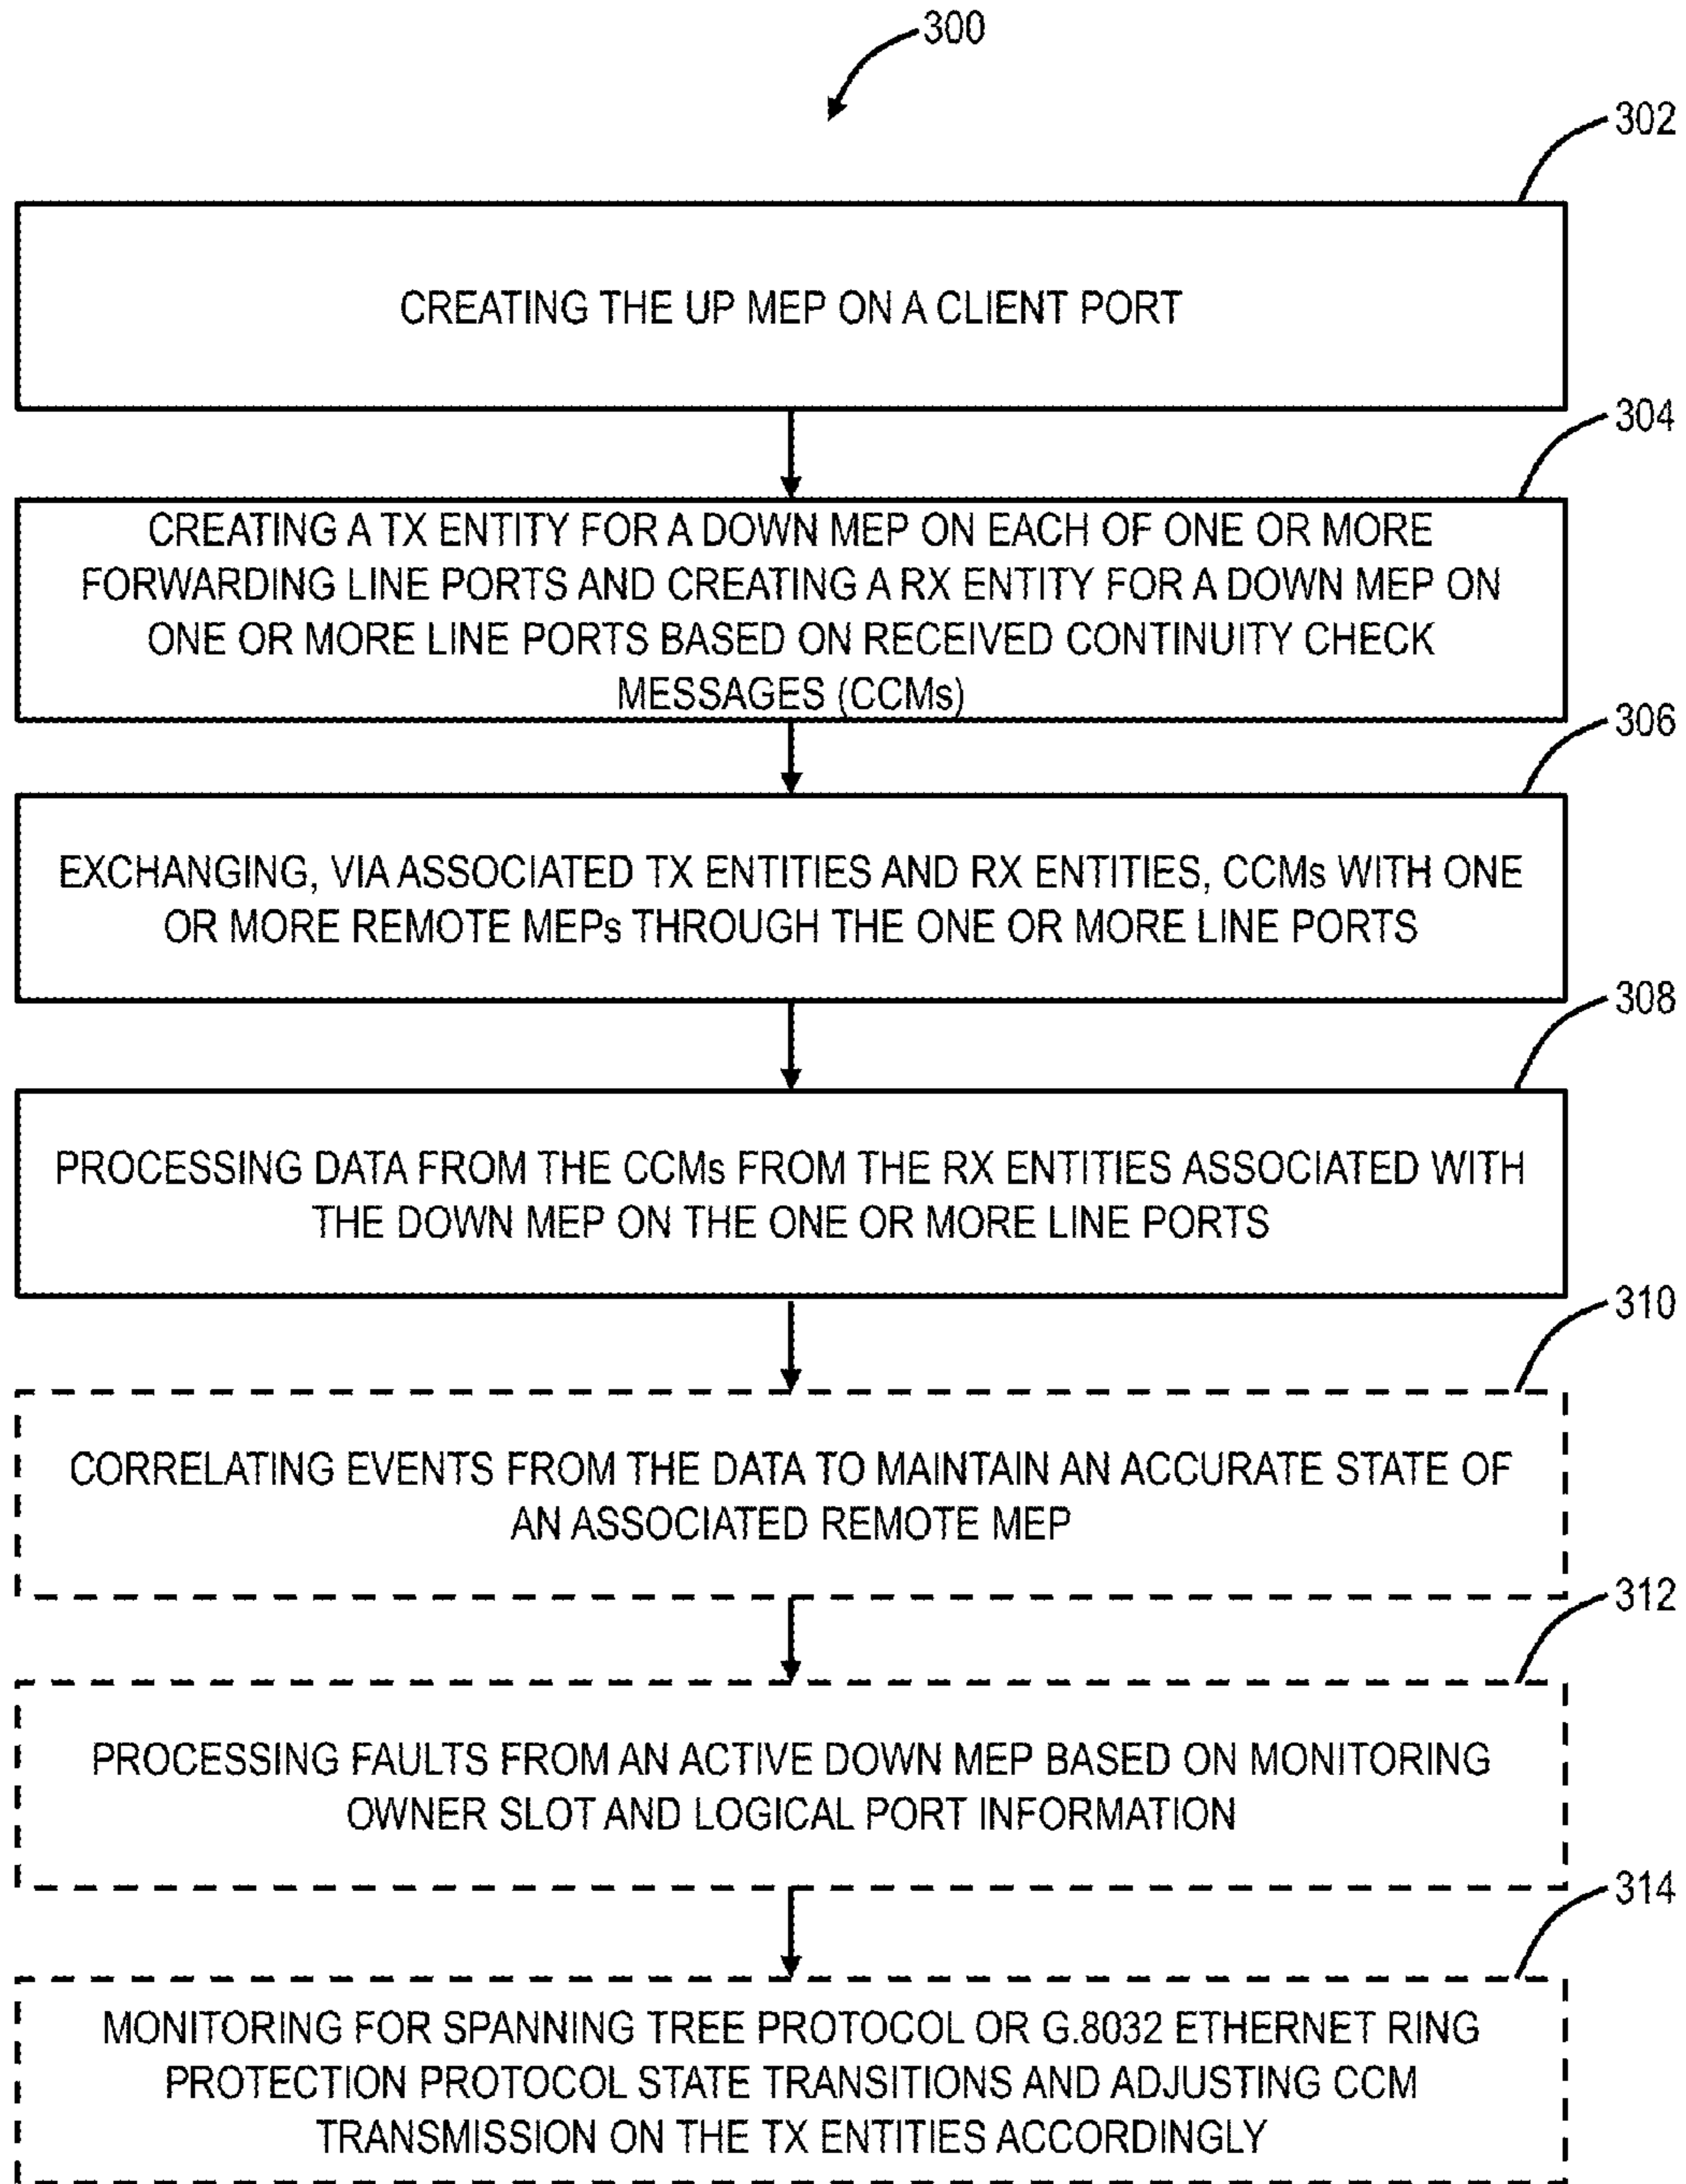 300
302
CREATING THE UP MEP ON A CLIENT PORT
304
CREATING A TX ENTITY FOR A DOWN MEP ON EACH OF ONE OR MORE
FORWARDING LINE PORTS AND CREATING A RX ENTITY FOR A DOWN MEP ON
ONE OR MORE LINE PORTS BASED ON RECEIVED CONTINUITY CHECK
MESSAGES (CCMs)
306
EXCHANGING, VIA ASSOCIATED TX ENTITIES AND RX ENTITIES, CCMs WITH ONE
OR MORE REMOTE MEPs THROUGH THE ONE OR MORE LINE PORTS
308
PROCESSING DATA FROM THE CCMs FROM THE RX ENTITIES ASSOCIATED WITH
THE DOWN MEP ON THE ONE OR MORE LINE PORTS
310
CORRELATING EVENTS FROM THE DATA TO MAINTAIN AN ACCURATE STATE OF
AN ASSOCIATED REMOTE MEP
312
PROCESSING FAULTS FROM AN ACTIVE DOWN MEP BASED ON MONITORING
OWNER SLOT AND LOGICAL PORT INFORMATION
314
MONITORING FOR SPANNING TREE PROTOCOL OR G.8032 ETHERNET RING
PROTECTION PROTOCOL STATE TRANSITIONS AND ADJUSTING CCM
TRANSMISSION ON THE TX ENTITIES ACCORDINGLY